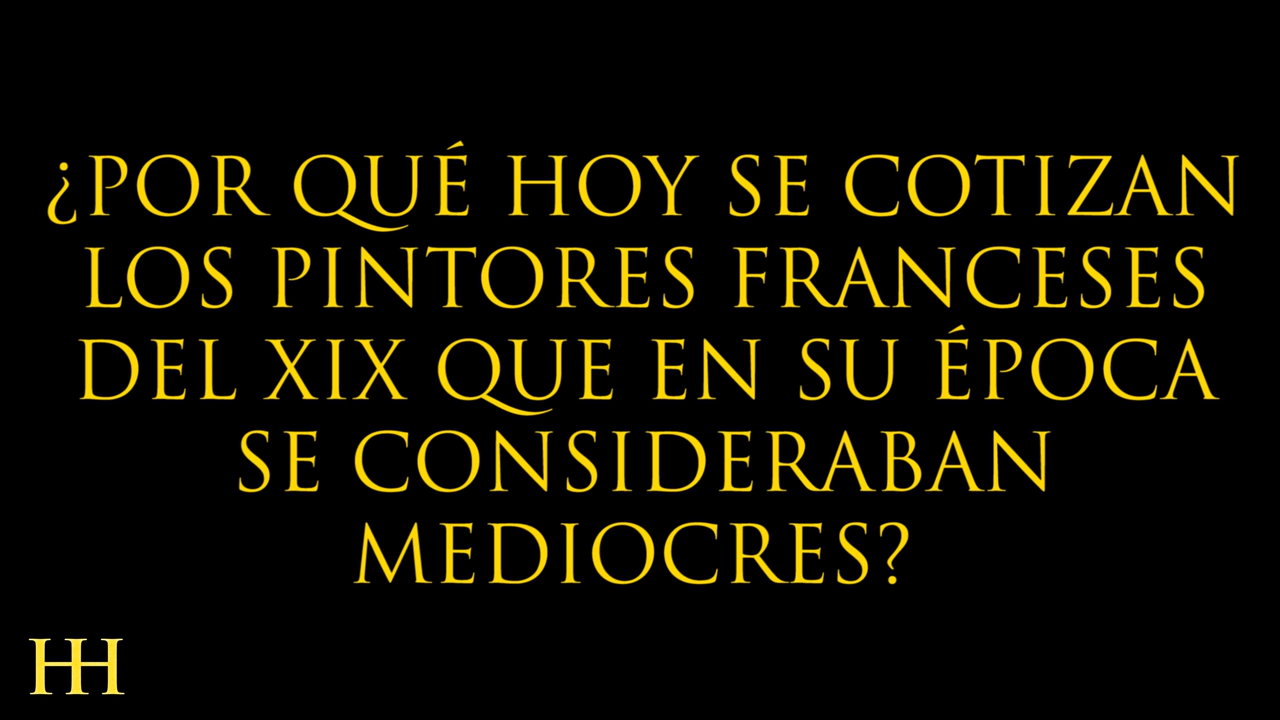 ¿POR QUÉ HOY SE COTIZAN
LOS PINTORES FRANCESES
DEL XIX QUE EN SU ÉPOCA
SE CONSIDERABAN
MEDIOCRES?
HH